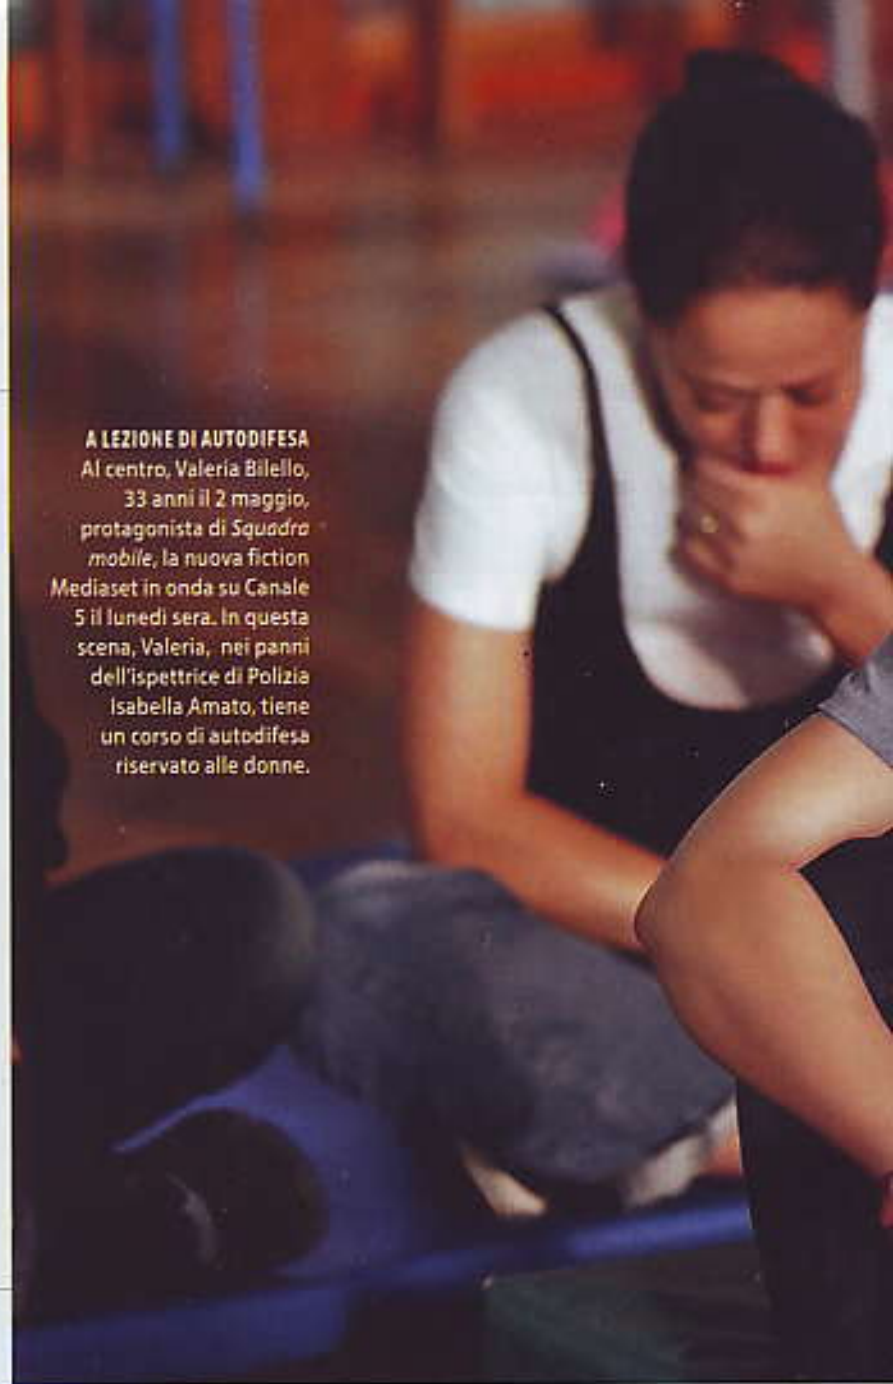 A LEZIONE DI AUTODIFESA
Al centro, Valeria Bilello,
33 anni il 2 maggio,
protagonista di Squadra
mobile, la nuova fiction
Mediaset in onda su Canale
5 il lunedì sera. In questa
scena, Valeria, nei panni
dell'ispettrice di Polizia
Isabella Amato, tiene
un corso di autodifesa
riservato alle donne.